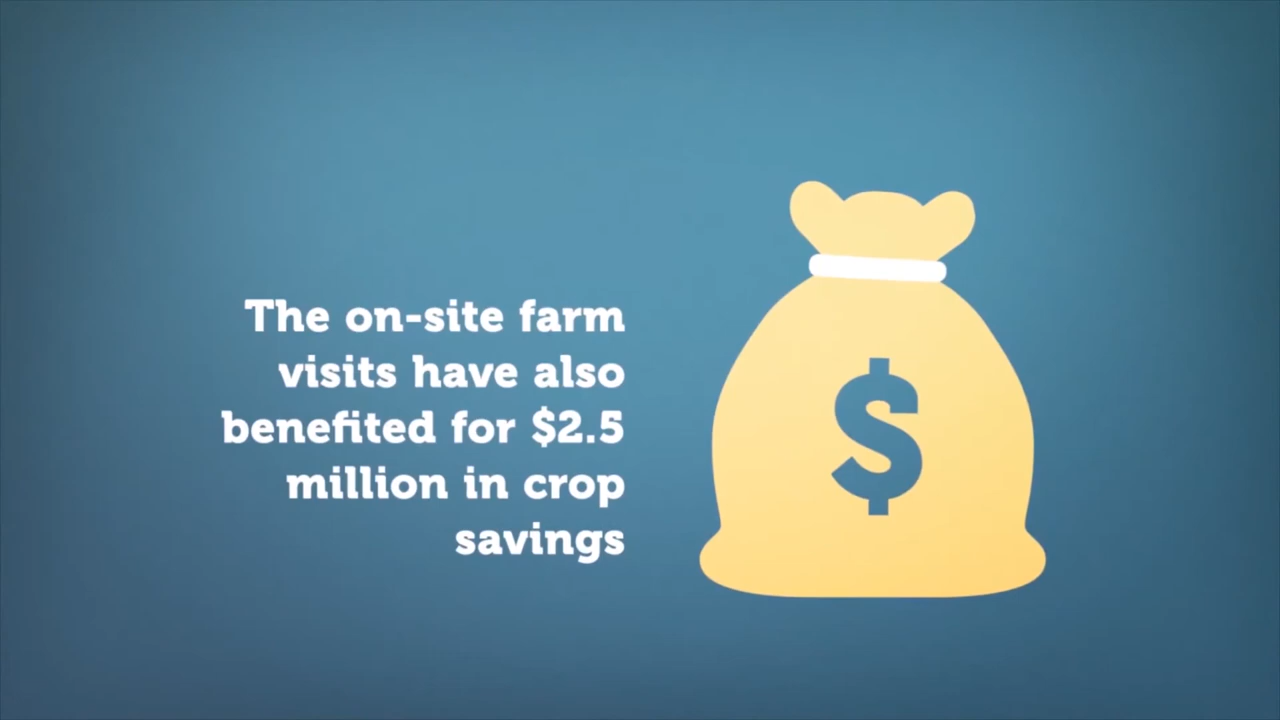 The on-site farm
visits have also
benefited for $2.5
million in crop
savings
$